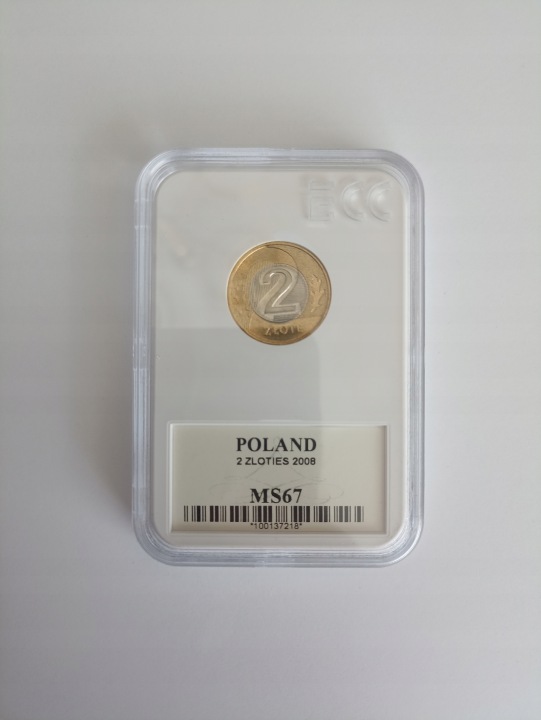 2
ZŁOTE
POLAND
2 ZLOTIES 2008
MS67
*100137218*